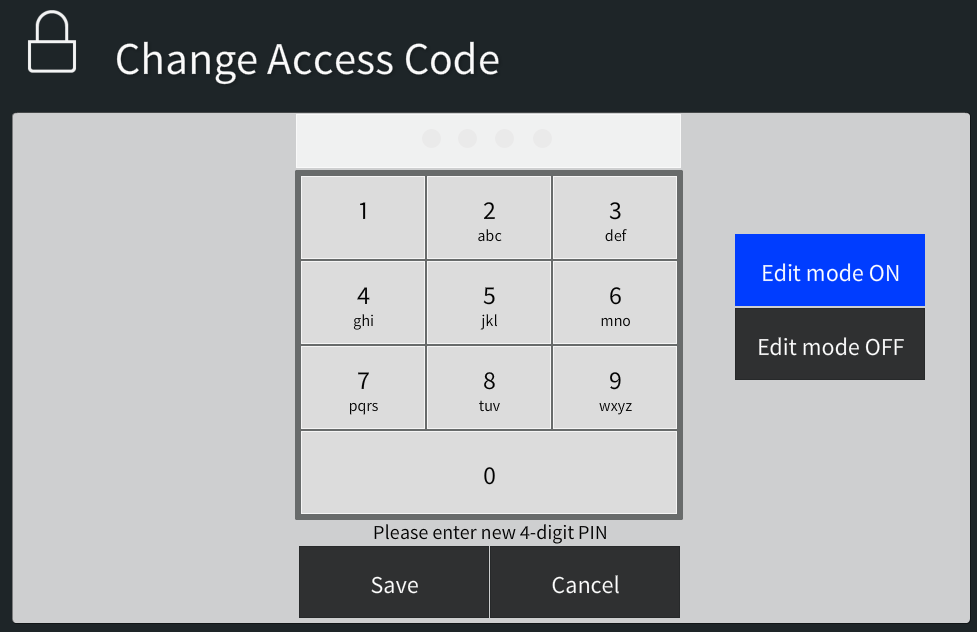 Change Access Code
1
2
3
abc
def
Edit mode ON
4
5
6
ghi
jkl
mno
Edit mode OFF
7
8
9
pqrs
tuv
wxyz
0
Please enter new 4-digit PIN
Save
Cancel